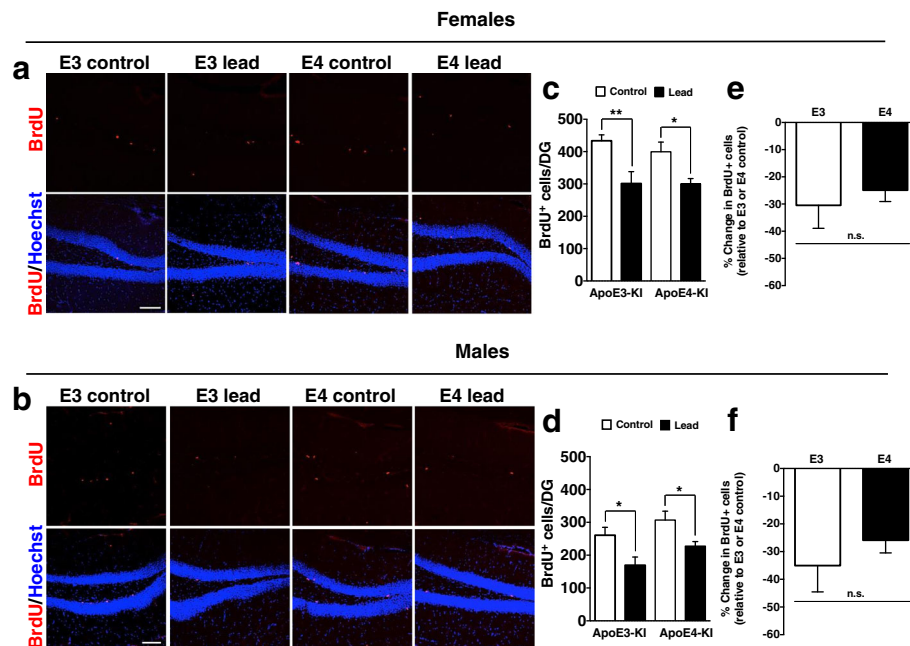 Females
a
E3 control E3 lead E4 control E4 lead
BrdU
BrdU/Hoechst
c
Control Lead
BrdU+ cells/DG
500
400
300
200
100
0
** *
ApoE3-KI ApoE4-KI
e
E3 E4
% Change in BrdU+ cells
(relative to E3 or E4 control)
0
-10
-20
-30
-40
-50
-60
n.s.
Males
b
E3 control E3 lead E4 control E4 lead
BrdU
BrdU/Hoechst
d
Control Lead
BrdU+ cells/DG
500
400
300
200
100
0
* *
ApoE3-KI ApoE4-KI
f
E3 E4
% Change in BrdU+ cells
(relative to E3 or E4 control)
0
-10
-20
-30
-40
-50
-60
n.s.